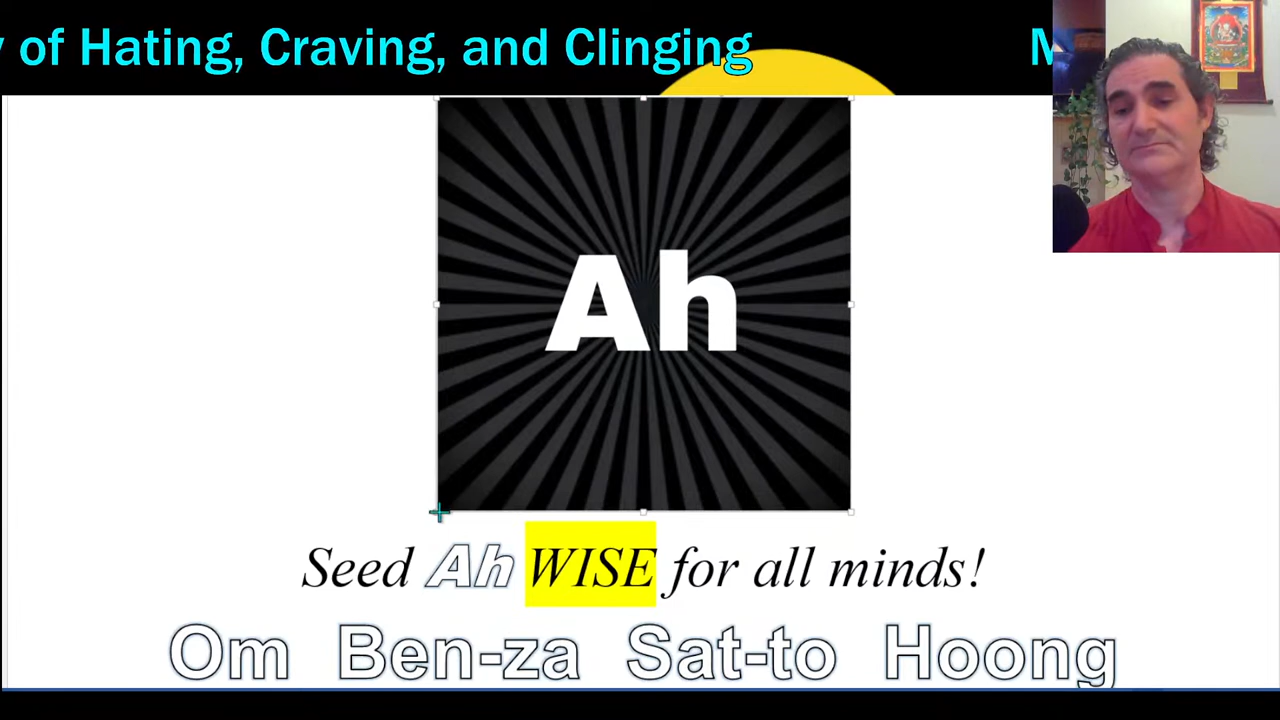 of Hating, Craving, and Clinging
Ah
Seed Ah WISE for all minds!
Om Ben-za Sat-to Hoong